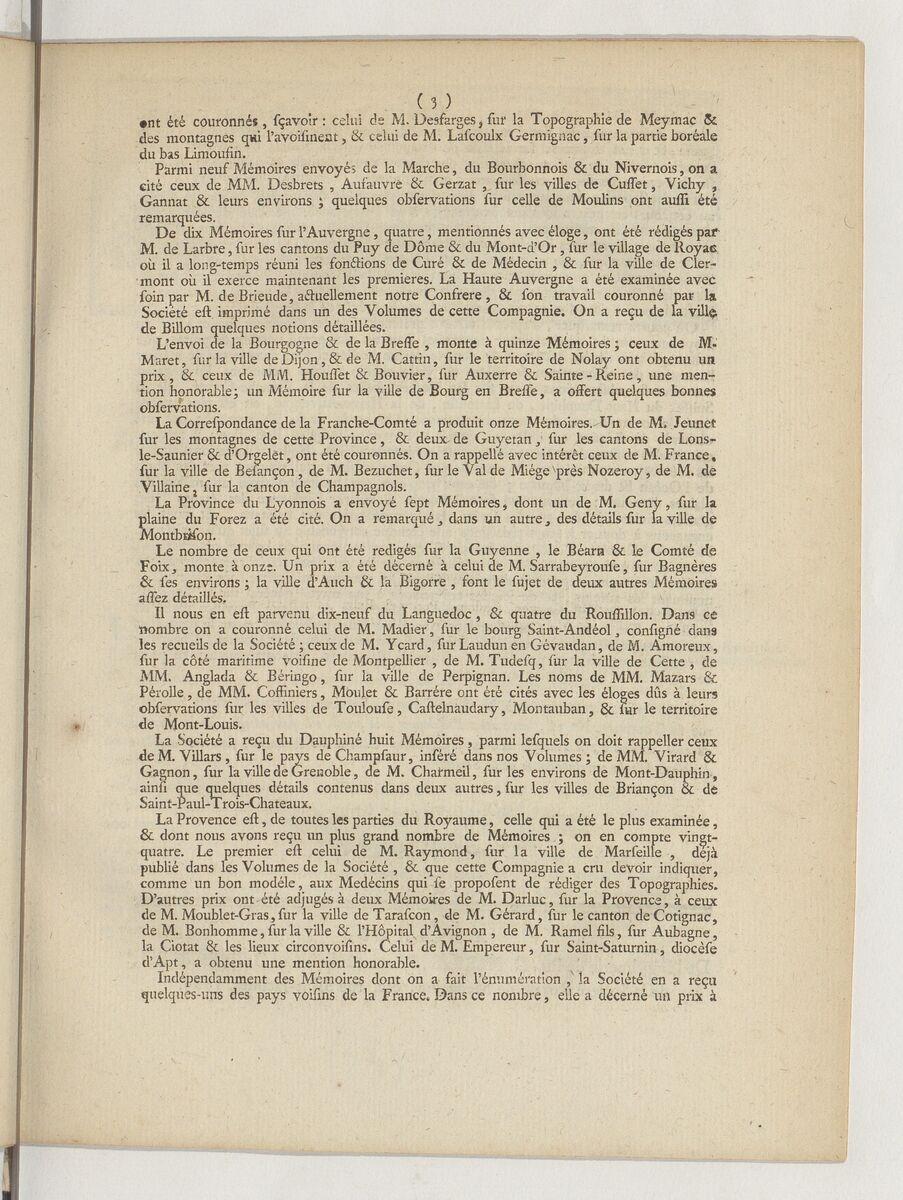 ( 3 )
ont été couronnés, ſçavoir : celui de M. Desfarges, ſur la Topographie de Meymac &
des montagnes qui l'avoiſinent, & celui de M. Laſcoulx Germignac, ſur la partie boréale
du bas Limouſin.
Parmi neuf Mémoires envoyés de la Marche, du Bourbonnois & du Nivernois, on a
cité ceux de MM. Desbrets, Aufauvre & Gerzat, ſur les villes de Cuſſet, Vichy,
Gannat & leurs environs ; quelques obſervations ſur celle de Moulins ont auſſi été
remarquées.
De dix Mémoires ſur l'Auvergne, quatre, mentionnés avec éloge, ont été rédigés par
M. de Larbre, ſur les cantons du Puy de Dôme & du Mont-d'Or, ſur le village de Royac
où il a long-temps réuni les fonctions de Curé & de Médecin, & ſur la ville de Cler-
mont où il exerce maintenant les premieres. La Haute Auvergne a été examinée avec
ſoin par M. de Brieude, actuellement notre Confrere, & ſon travail couronné par la
Société eſt imprimé dans un des Volumes de cette Compagnie. On a reçu de la ville
de Billom quelques notions détaillées.
L'envoi de la Bourgogne & de la Breſſe, monte à quinze Mémoires ; ceux de M.
Maret, ſur la ville de Dijon, & de M. Cattin, ſur le territoire de Nolay ont obtenu un
prix, & ceux de MM. Houſſet & Bouvier, ſur Auxerre & Sainte-Reine, une men-
tion honorable ; un Mémoire ſur la ville de Bourg en Breſſe, a offert quelques bonnes
obſervations.
La Correſpondance de la Franche-Comté a produit onze Mémoires. Un de M. Jeunet
ſur les montagnes de cette Province, & deux de Guyetan, ſur les cantons de Lons-
le-Saunier & d'Orgelet, ont été couronnés. On a rappellé avec intérêt ceux de M. France,
ſur la ville de Beſançon, de M. Bezuchet, ſur le Val de Miége près Nozeroy, de M. de
Villaine, ſur la canton de Champagnols.
La Province du Lyonnois a envoyé ſept Mémoires, dont un de M. Geny, ſur la
plaine du Forez a été cité. On a remarqué, dans un autre, des détails ſur la ville de
Montbriſon.
Le nombre de ceux qui ont été redigés ſur la Guyenne, le Béarn & le Comté de
Foix, monte à onze. Un prix a été décerné à celui de M. Sarrabeyrouſe, ſur Bagnères
& ſes environs ; la ville d'Auch & la Bigorre, font le ſujet de deux autres Mémoires
aſſez détaillés.
Il nous en eſt parvenu dix-neuf du Languedoc, & quatre du Rouſſillon. Dans ce
nombre on a couronné celui de M. Madier, ſur le bourg Saint-Andéol, conſigné dans
les recueils de la Société ; ceux de M. Ycard, ſur Laudun en Gévaudan, de M. Amoreux,
ſur la côté maritime voiſine de Montpellier, de M. Tudeſq, ſur la ville de Cette, de
MM. Anglada & Béringo, ſur la ville de Perpignan. Les noms de MM. Mazars &
Pérolle, de MM. Coffiniers, Moulet & Barrére ont été cités avec les éloges dûs à leurs
obſervations ſur les villes de Toulouſe, Caſtelnaudary, Montauban, & ſur le territoire
de Mont-Louis.
La Société a reçu du Dauphiné huit Mémoires, parmi leſquels on doit rappeller ceux
de M. Villars, ſur le pays de Champſaur, inféré dans nos Volumes ; de MM. Virard &
Gagnon, ſur la ville de Grenoble, de M. Charmeil, ſur les environs de Mont-Dauphin,
ainſi que quelques détails contenus dans deux autres, ſur les villes de Briançon & de
Saint-Paul-Trois-Chateaux.
La Provence eſt, de toutes les parties du Royaume, celle qui a été le plus examinée,
& dont nous avons reçu un plus grand nombre de Mémoires ; on en compte vingt-
quatre. Le premier eſt celui de M. Raymond, ſur la ville de Marſeille, déjà
publié dans les Volumes de la Société, & que cette Compagnie a cru devoir indiquer,
comme un bon modéle, aux Medécins qui ſe propoſent de rédiger des Topographies.
D'autres prix ont été adjugés à deux Mémoires de M. Darluc, ſur la Provence, à ceux
de M. Moublet-Gras, ſur la ville de Taraſcon, de M. Gérard, ſur le canton de Cotignac,
de M. Bonhomme, ſur la ville & l'Hôpital d'Avignon, de M. Ramel fils, ſur Aubagne,
la Ciotat & les lieux circonvoiſins. Celui de M. Empereur, ſur Saint-Saturnin, diocèſe
d'Apt, a obtenu une mention honorable.
Indépendamment des Mémoires dont on a fait l'énumération, la Société en a reçu
quelques-uns des pays voiſins de la France. Dans ce nombre, elle a décerné un prix à